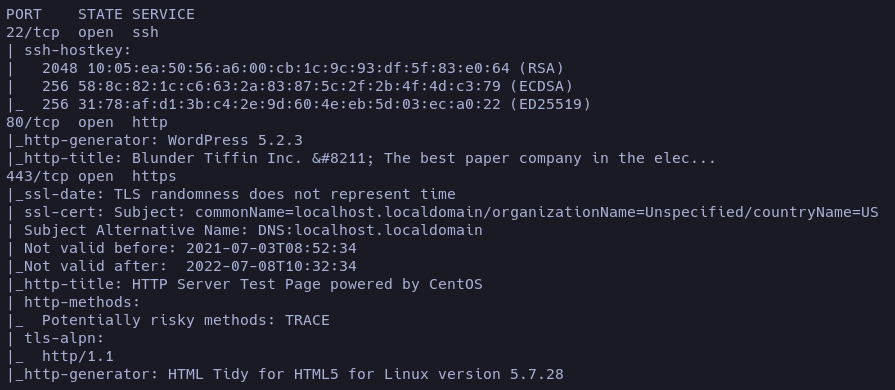 PORT    STATE SERVICE
22/tcp  open  ssh
| ssh-hostkey:
|   2048 10:05:ea:50:56:a6:00:cb:1c:9c:93:df:5f:83:e0:64 (RSA)
|   256 58:8c:82:1c:c6:63:2a:83:87:5c:2f:2b:4f:4d:c3:79 (ECDSA)
|_  256 31:78:af:d1:3b:c4:2e:9d:60:4e:eb:5d:03:ec:a0:22 (ED25519)
80/tcp  open  http
|_http-generator: WordPress 5.2.3
|_http-title: Blunder Tiffin Inc. &#8211; The best paper company in the elec...
443/tcp open  https
|_ssl-date: TLS randomness does not represent time
| ssl-cert: Subject: commonName=localhost.localdomain/organizationName=Unspecified/countryName=US
| Subject Alternative Name: DNS:localhost.localdomain
| Not valid before: 2021-07-03T08:52:34
|_Not valid after:  2022-07-08T10:32:34
|_http-title: HTTP Server Test Page powered by CentOS
| http-methods:
|_  Potentially risky methods: TRACE
| tls-alpn:
|_  http/1.1
|_http-generator: HTML Tidy for HTML5 for Linux version 5.7.28